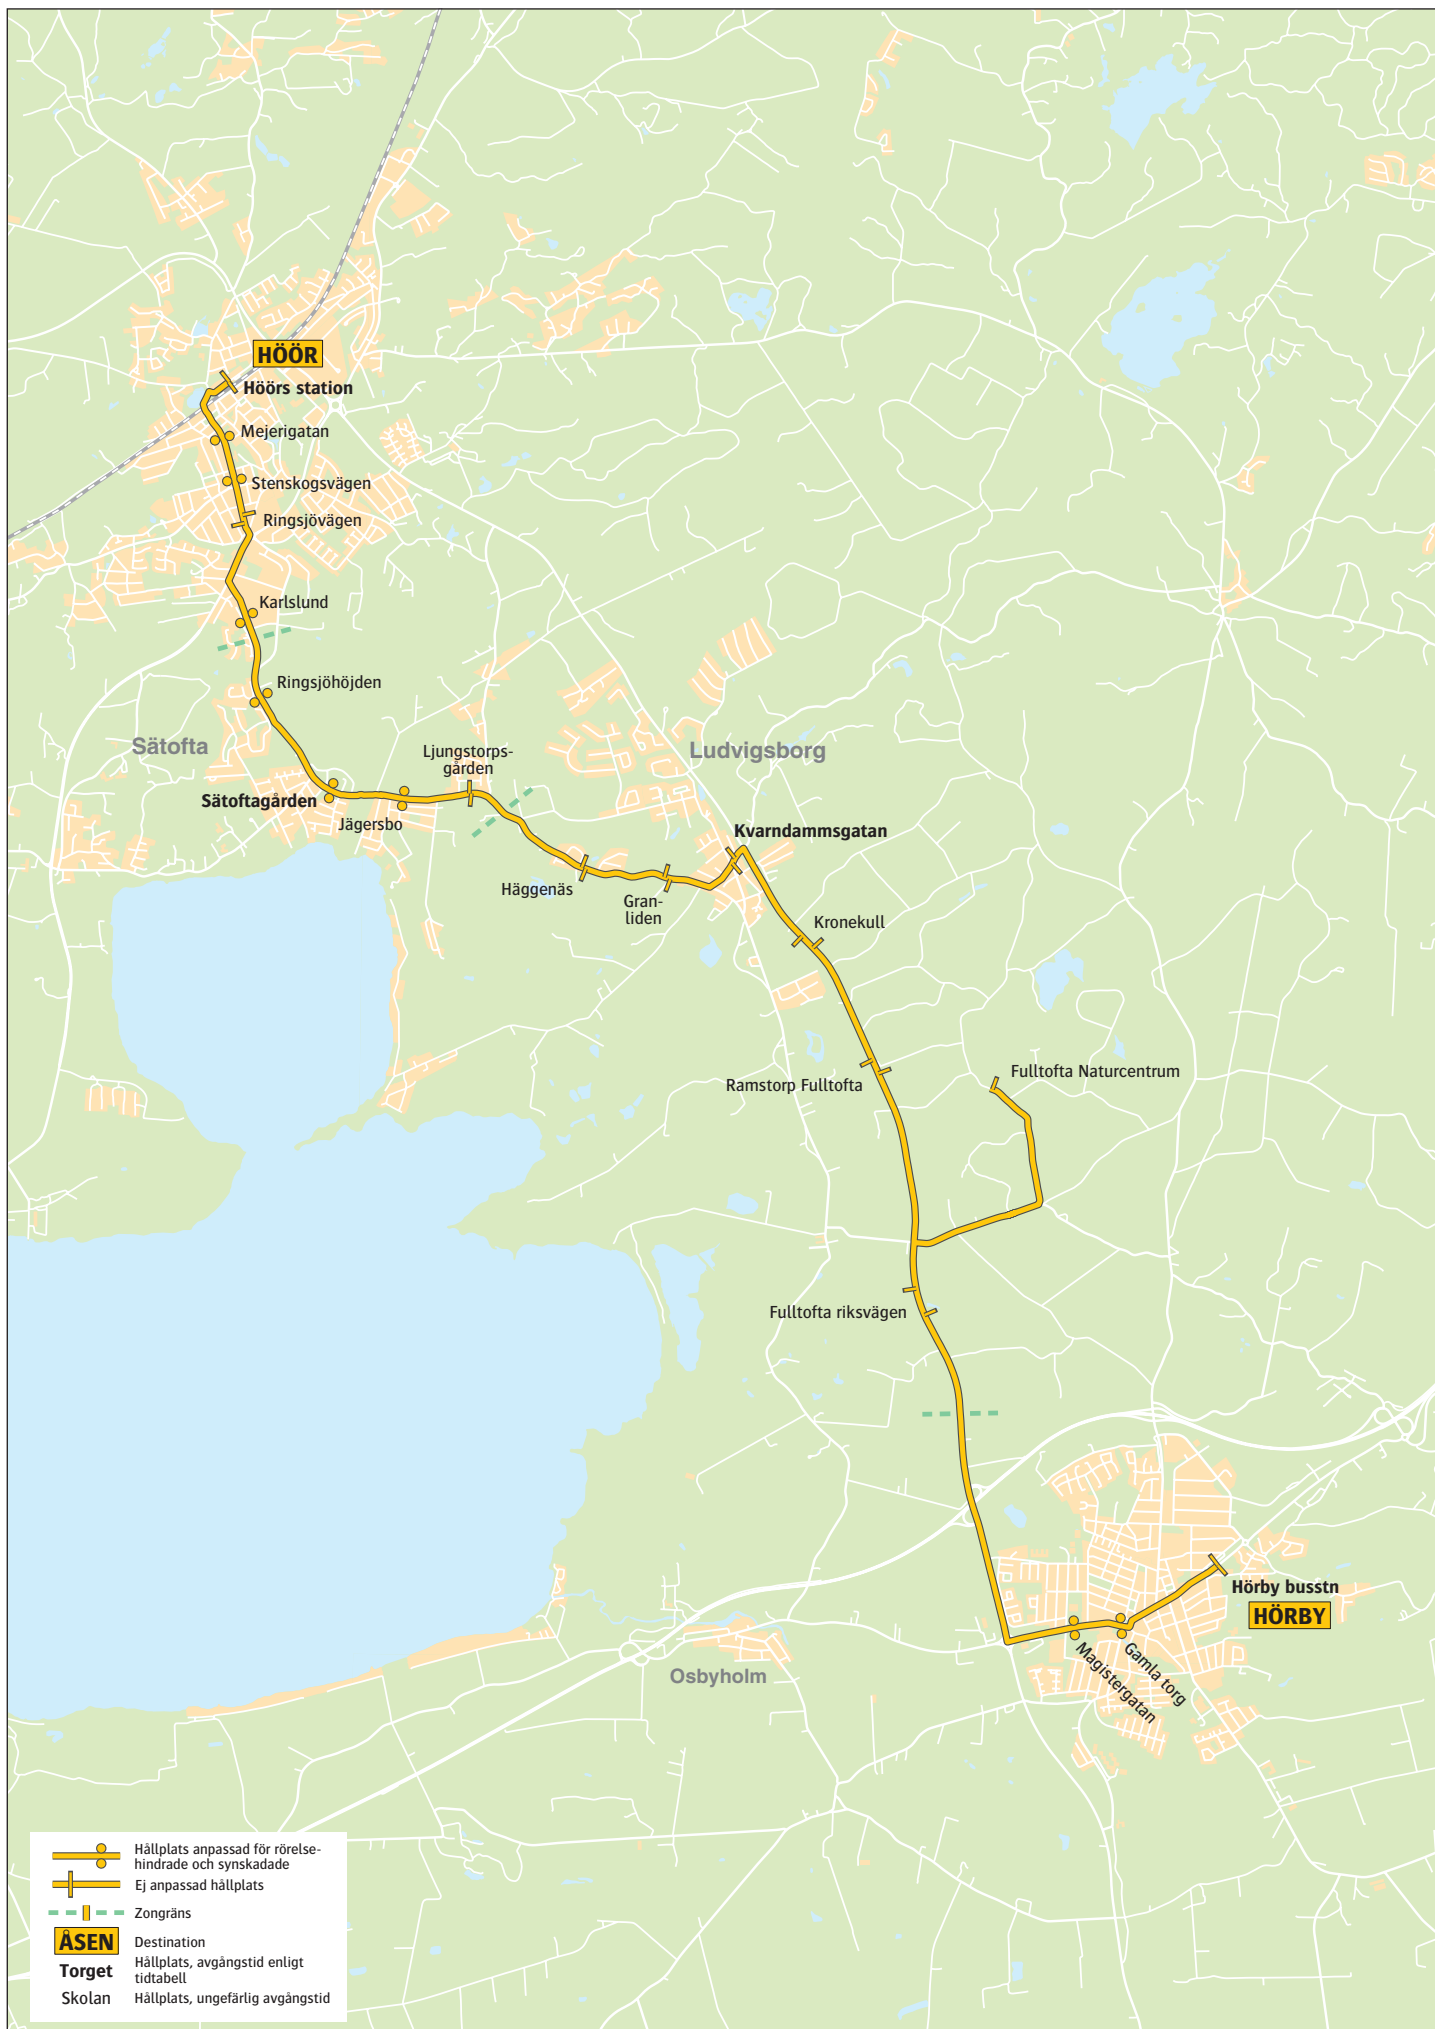 HÖÖR
Höörs station
Mejerigatan
Stenskogsvägen
Ringsjövägen
Karlslund
Ringsjöhöjden
Sätofta
Ljungstorps-
gården
Ludvigsborg
Sätoftagården
Jägersbo
Kvarndammsgatan
Häggenäs
Gran-
liden
Kronekull
Fulltofta Naturcentrum
Ramstorp Fulltofta
Fulltofta riksvägen
Hörby busstn
HÖRBY
Gamla torg
Magistergatan
Osbyholm
Hållplats anpassad för rörelse-
hindrade och synskadade
Ej anpassad hållplats
Zongräns
ÅSEN Destination
Torget Hållplats, avgångstid enligt
tidtabell
Skolan Hållplats, ungefärlig avgångstid